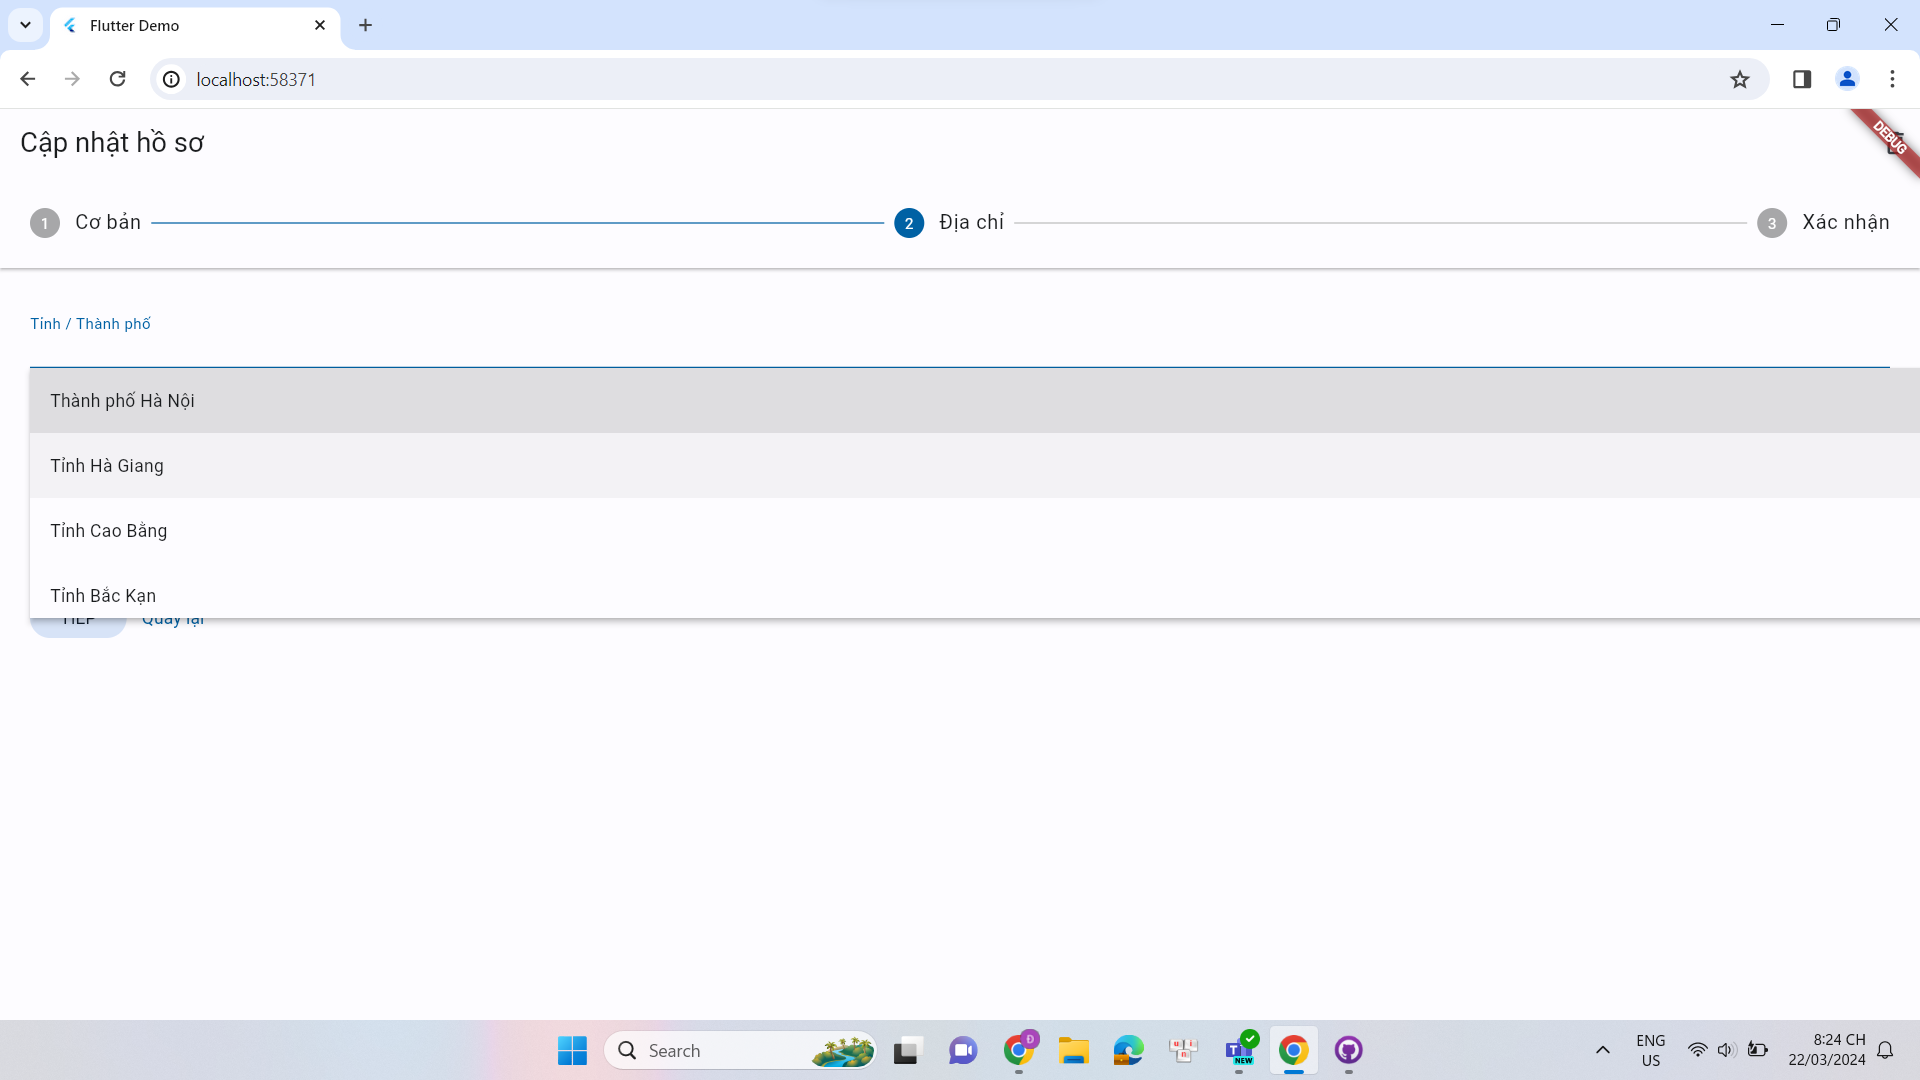 Flutter Demo
localhost:58371
Cập nhật hồ sơ
DEBUG
1 Cơ bản
2 Địa chỉ
3 Xác nhận
Tỉnh / Thành phố
Thành phố Hà Nội
Tỉnh Hà Giang
Tỉnh Cao Bằng
Tỉnh Bắc Kạn
TIẾP Quay lại
Search
Đ
NEW
ENG
US
8:24 CH
22/03/2024